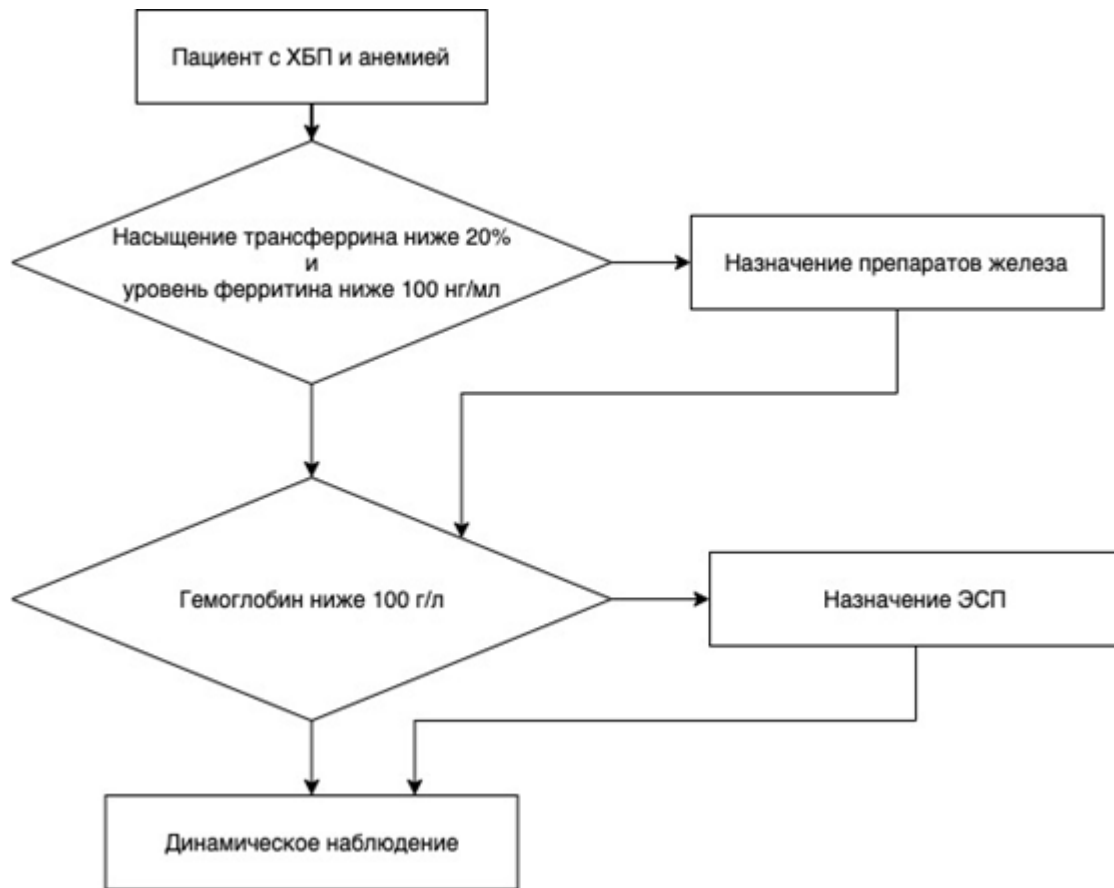 Пациент с ХБП и анемией
Насыщение трансферрина ниже 20%
и
уровень ферритина ниже 100 нг/мл
Назначение препаратов железа
Гемоглобин ниже 100 г/л
Назначение ЭСП
Динамическое наблюдение